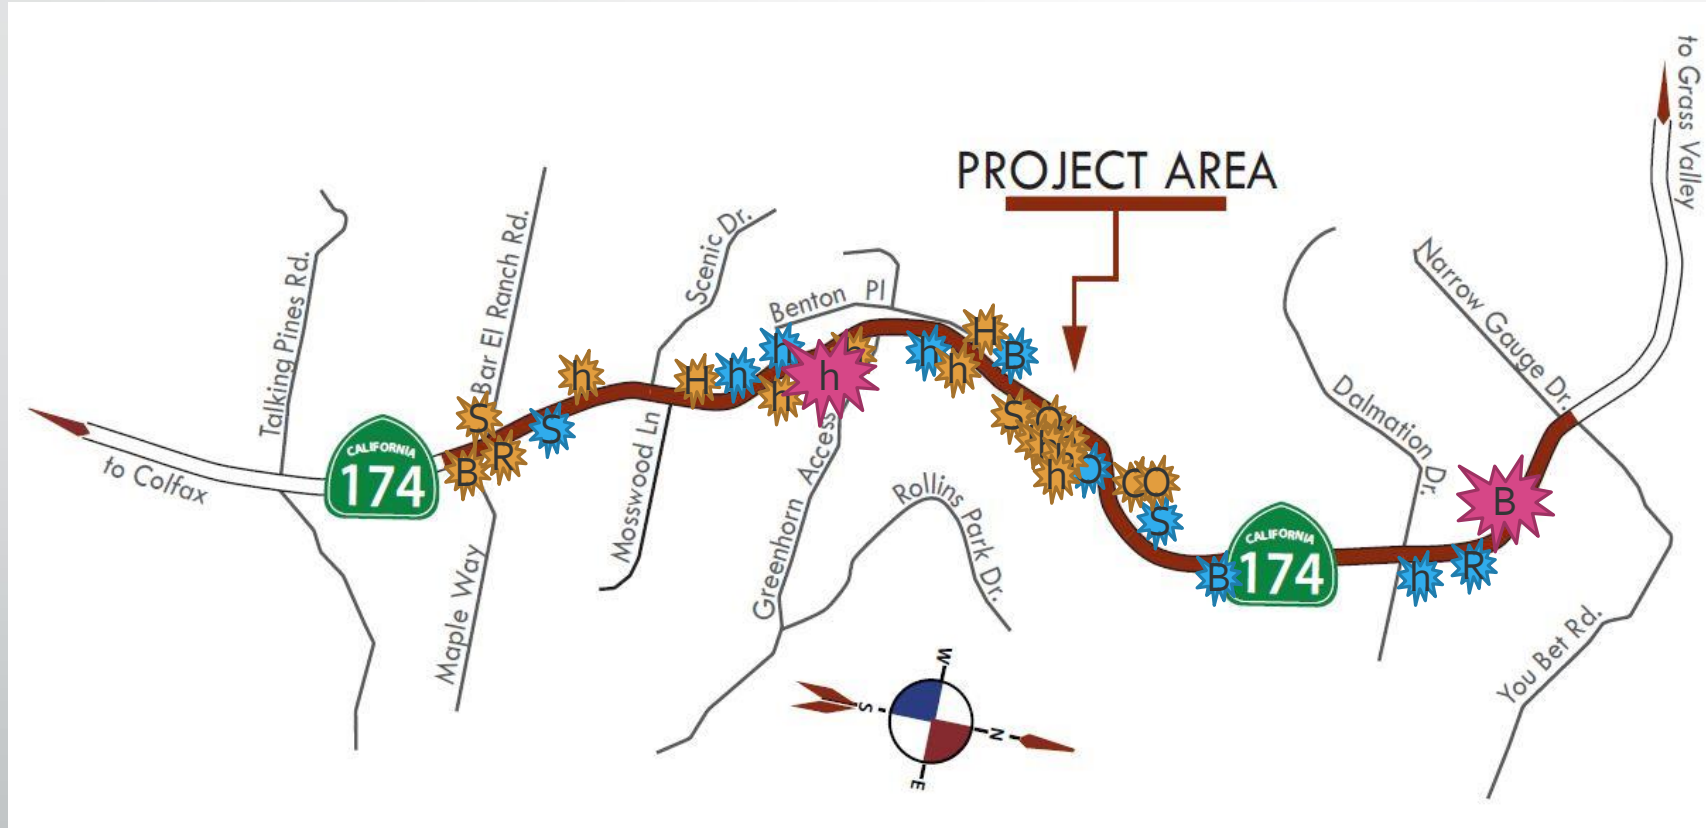 to Grass Valley
PROJECT AREA
Talking Pines Rd.
Bar El Ranch Rd.
Scenic Dr.
Benton Pl
Narrow Gauge Dr.
Dalmation Dr.
to Colfax
CALIFORNIA
174
Maple Way
Mosswood Ln
Greenhorn Access
Rollins Park Dr.
CALIFORNIA
174
You Bet Rd.
S
B
R
S
h
H
h
h
h
h
h
h
h
H
B
S
O
h
h
h
O
C
O
S
B
h
R
B
W
S
N
E